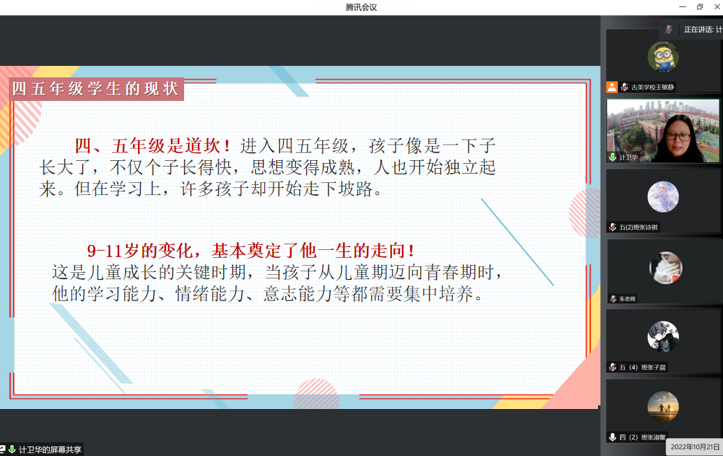 腾讯会议
正在讲话: 计
四五年级学生的现状
四、五年级是道坎！进入四五年级，孩子像是一下子
长大了，不仅个子长得快，思想变得成熟，人也开始独立起
来。但在学习上，许多孩子却开始走下坡路。
9-11岁的变化，基本奠定了他一生的走向！
这是儿童成长的关键时期，当孩子从儿童期迈向青春期时，
他的学习能力、情绪能力、意志能力等都需要集中培养。
古美学校王敬静
计卫华
五(2)班张诗祺
朱老师
五（4）班张子晨
四（2）班张淑馨
计卫华的屏幕共享
2022年10月21日